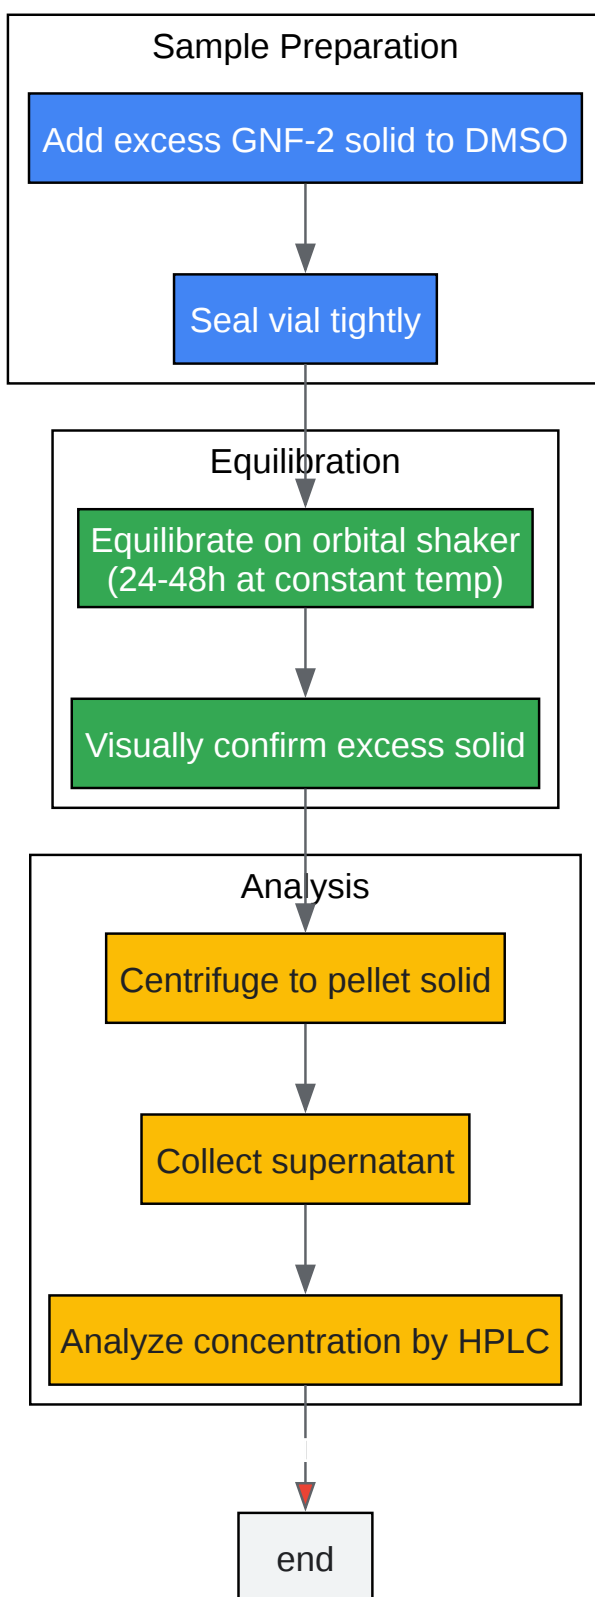 Sample Preparation
Add excess GNF-2 solid to DMSO
Seal vial tightly
Equilibration
Equilibrate on orbital shaker
(24-48h at constant temp)
Visually confirm excess solid
Analysis
Centrifuge to pellet solid
Collect supernatant
Analyze concentration by HPLC
end